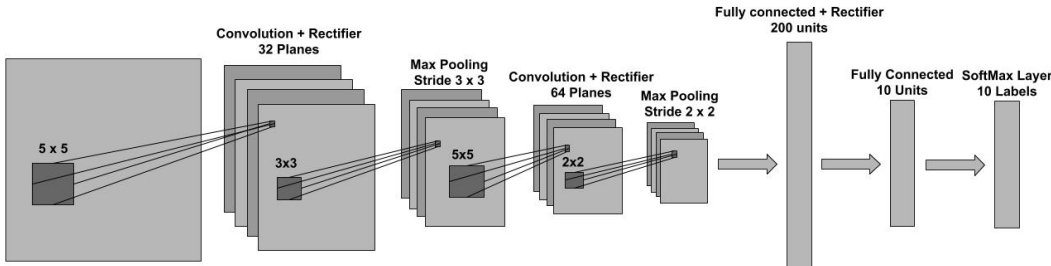 Convolution + Rectifier
32 Planes
Max Pooling
Stride 3 x 3
Convolution + Rectifier
64 Planes
Max Pooling
Stride 2 x 2
Fully connected + Rectifier
200 units
Fully Connected
10 Units
SoftMax Layer
10 Labels
5 x 5
3x3
5x5
2x2